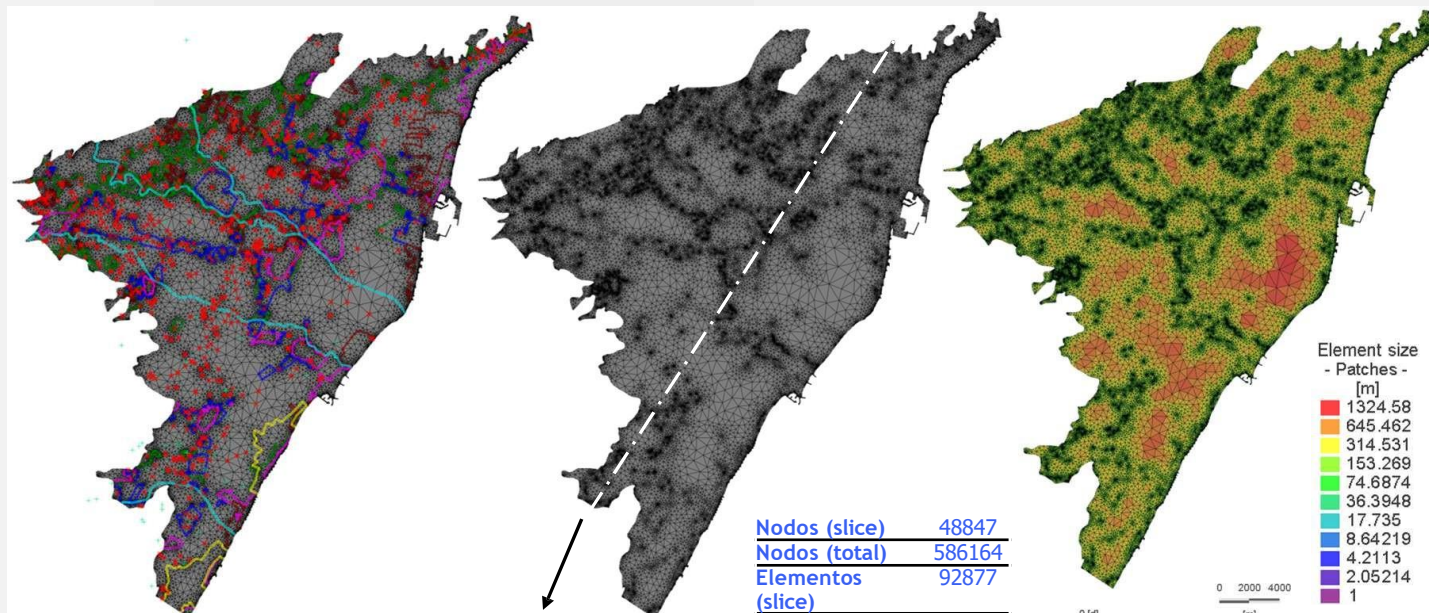 Nodos (slice) 48847
Nodos (total) 586164
Elementos 92877
(slice)
Element size
- Patches -
[m]
1324.58
645.462
314.531
153.269
74.6874
36.3948
17.735
8.64219
4.2113
2.05214
1
0 2000 4000